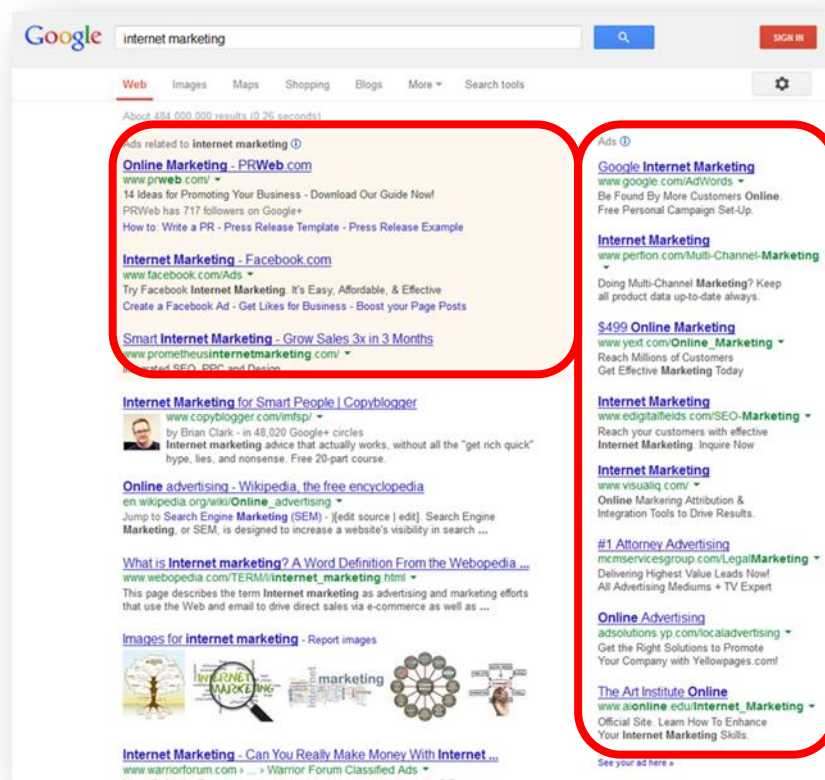 Google
internet marketing
SIGN IN
Web Images Maps Shopping Blogs More Search tools
About 484,000,000 results (0.26 seconds)
Ads related to internet marketing
Online Marketing - PRWeb.com
www.prweb.com/
14 Ideas for Promoting Your Business - Download Our Guide Now!
PRWeb has 717 followers on Google+
How to: Write a PR - Press Release Template - Press Release Example
Internet Marketing - Facebook.com
www.facebook.com/Ads
Try Facebook Internet Marketing. It's Easy, Affordable, & Effective
Create a Facebook Ad - Get Likes for Business - Boost your Page Posts
Smart Internet Marketing - Grow Sales 3x in 3 Months
www.prometheusinternetmarketing.com/
Integrated SEO, PPC and Design
Internet Marketing for Smart People | Copyblogger
www.copyblogger.com/imfsp/
by Brian Clark - in 48,020 Google+ circles
Internet marketing advice that actually works, without all the "get rich quick"
hype, lies, and nonsense. Free 20-part course.
Online advertising - Wikipedia, the free encyclopedia
en.wikipedia.org/wiki/Online_advertising
Jump to Search Engine Marketing (SEM) - )[edit source | edit]. Search Engine
Marketing, or SEM, is designed to increase a website's visibility in search ...
What is Internet marketing? A Word Definition From the Webopedia ...
www.webopedia.com/TERM/I/internet_marketing.html
This page describes the term Internet marketing as advertising and marketing efforts
that use the Web and email to drive direct sales via e-commerce as well as ...
Images for internet marketing - Report images
INTERNET
MARKETING
internet
marketing
Internet Marketing - Can You Really Make Money With Internet ...
www.warriorforum.com › ... › Warrior Forum Classified Ads
Ads
Google Internet Marketing
www.google.com/AdWords
Be Found By More Customers Online.
Free Personal Campaign Set-Up.
Internet Marketing
www.perfion.com/Multi-Channel-Marketing
Doing Multi-Channel Marketing? Keep
all product data up-to-date always.
$499 Online Marketing
www.yext.com/Online_Marketing
Reach Millions of Customers
Get Effective Marketing Today
Internet Marketing
www.edigitalfields.com/SEO-Marketing
Reach your customers with effective
Internet Marketing. Inquire Now
Internet Marketing
www.visualiq.com/
Online Markering Attribution &
Integration Tools to Drive Results.
#1 Attorney Advertising
mcmservicesgroup.com/LegalMarketing
Delivering Highest Value Leads Now!
All Advertising Mediums + TV Expert
Online Advertising
adsolutions.yp.com/localadvertising
Get the Right Solutions to Promote
Your Company with Yellowpages.com!
The Art Institute Online
www.aionline.edu/Internet_Marketing
Official Site. Learn How To Enhance
Your Internet Marketing Skills.
See your ad here »